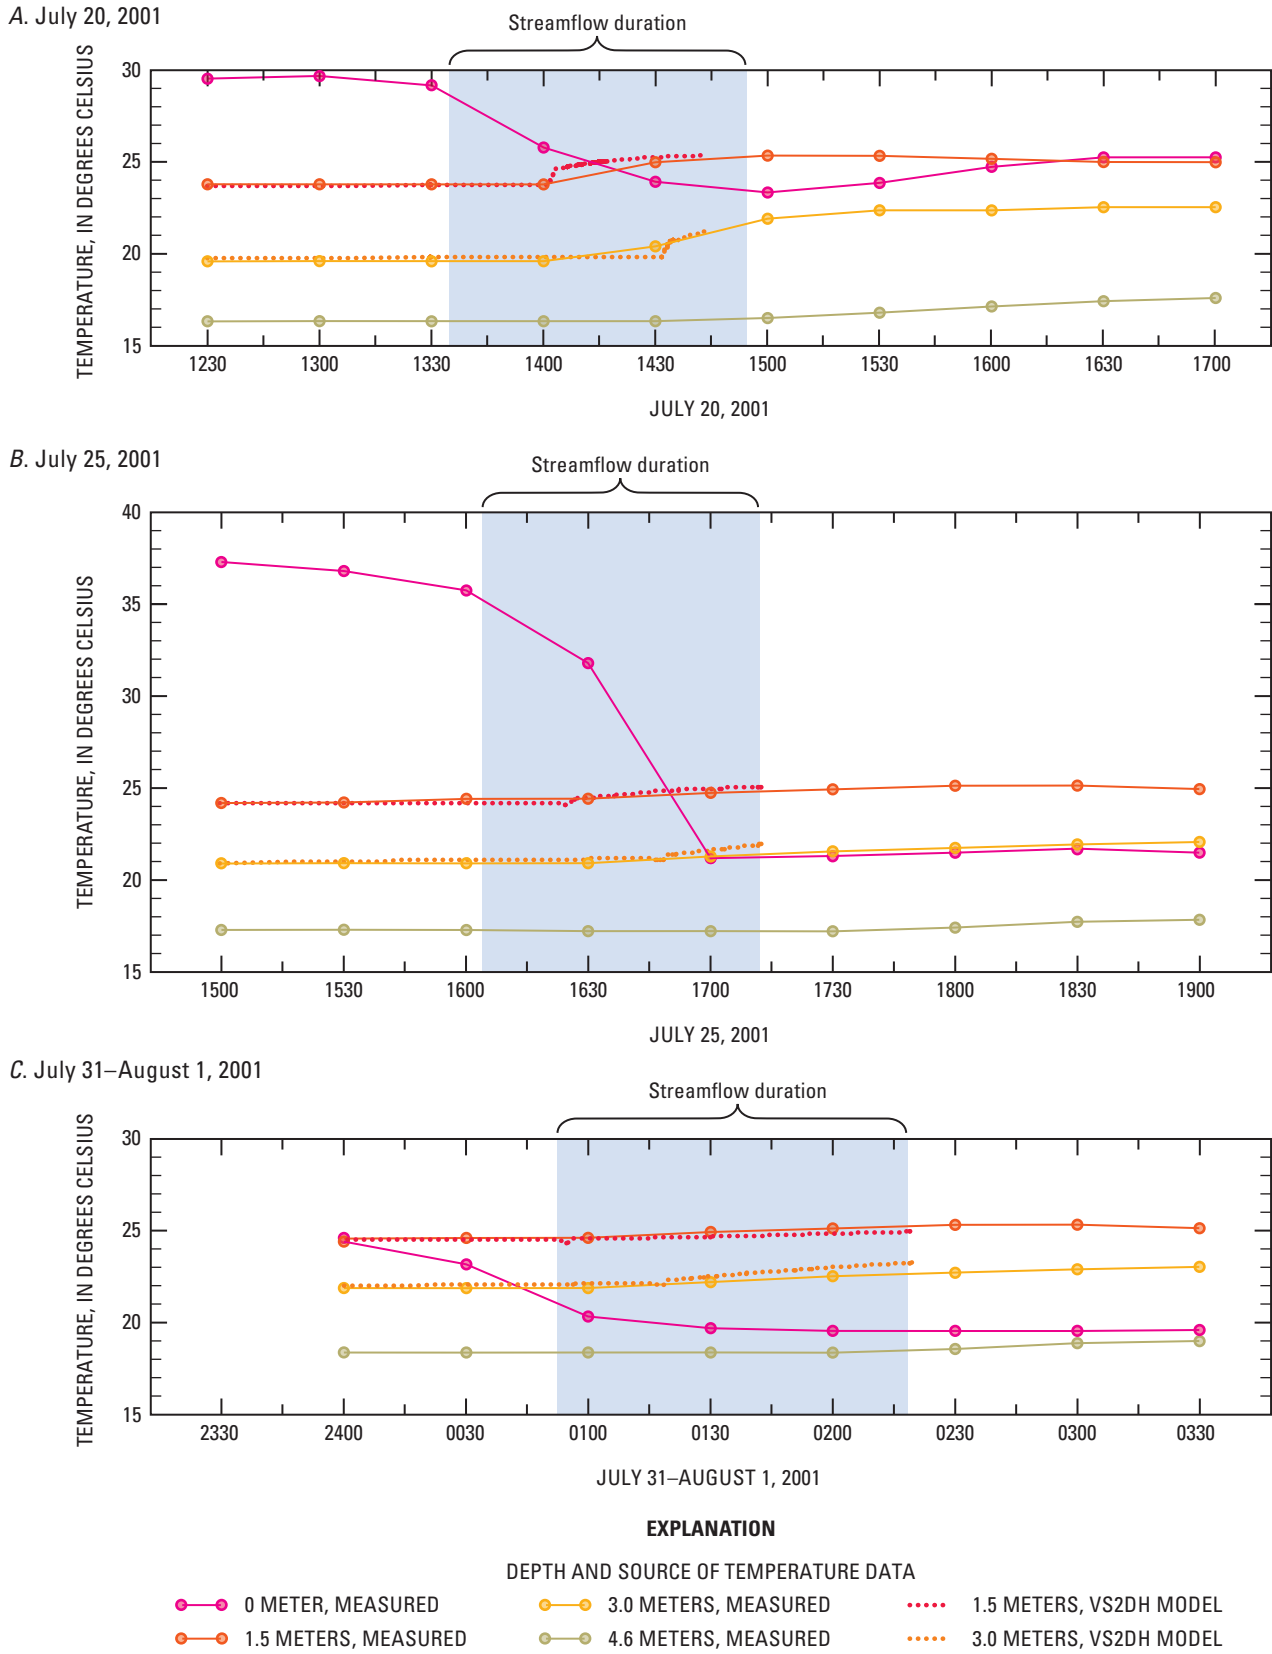 A. July 20, 2001
Streamflow duration
TEMPERATURE, IN DEGREES CELSIUS
30
25
20
15
1230 1300 1330 1400 1430 1500 1530 1600 1630 1700
JULY 20, 2001
B. July 25, 2001
Streamflow duration
TEMPERATURE, IN DEGREES CELSIUS
40
35
30
25
20
15
1500 1530 1600 1630 1700 1730 1800 1830 1900
JULY 25, 2001
C. July 31–August 1, 2001
Streamflow duration
TEMPERATURE, IN DEGREES CELSIUS
30
25
20
15
2330 2400 0030 0100 0130 0200 0230 0300 0330
JULY 31–AUGUST 1, 2001
EXPLANATION
DEPTH AND SOURCE OF TEMPERATURE DATA
0 METER, MEASURED 3.0 METERS, MEASURED 1.5 METERS, VS2DH MODEL
1.5 METERS, MEASURED 4.6 METERS, MEASURED 3.0 METERS, VS2DH MODEL